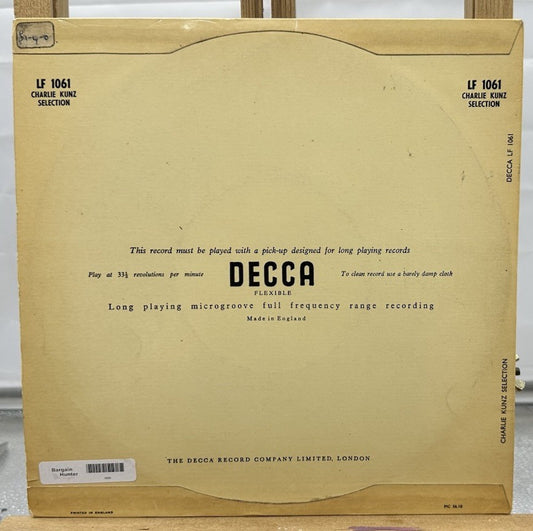 LF 1061
CHARLIE KUNZ
SELECTION
LF 1061
CHARLIE KUNZ
SELECTION
DECCA LF 1061
This record must be played with a pick-up designed for long playing records
Play at 33⅓ revolutions per minute
DECCA
To clean record use a barely damp cloth
FLEXIBLE
Long playing microgroove full frequency range recording
Made in England
CHARLIE KUNZ SELECTION
THE DECCA RECORD COMPANY LIMITED, LONDON
Bargain
Hunter
PRINTED IN ENGLAND